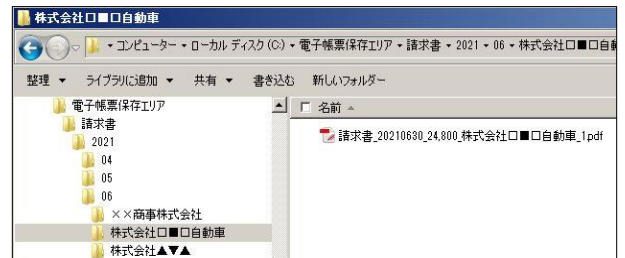 株式会社□■□自動車
コンピューター ローカル ディスク (C:) 電子帳票保存エリア 請求書 2021 06 株式会社□■□自動
整理 ライブラリに追加 共有 書き込む 新しいフォルダー
電子帳票保存エリア
請求書
2021
04
05
06
××商事株式会社
株式会社□■□自動車
株式会社▲▼▲
名前
請求書_20210630_24,800_株式会社□■□自動車_1.pdf